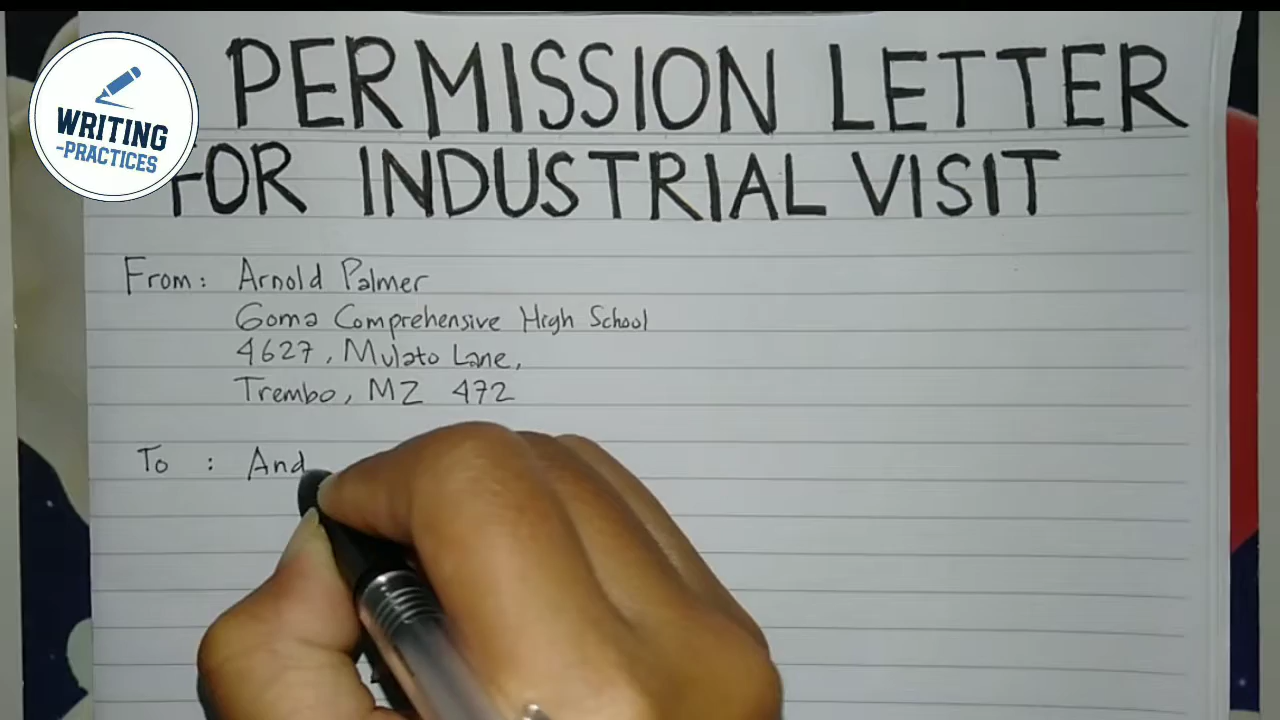 WRITING
-PRACTICES
PERMISSION LETTER
FOR INDUSTRIAL VISIT
From: Arnold Palmer
Goma Comprehensive High School
4627, Mulato Lane,
Trembo, MZ 472
To : And